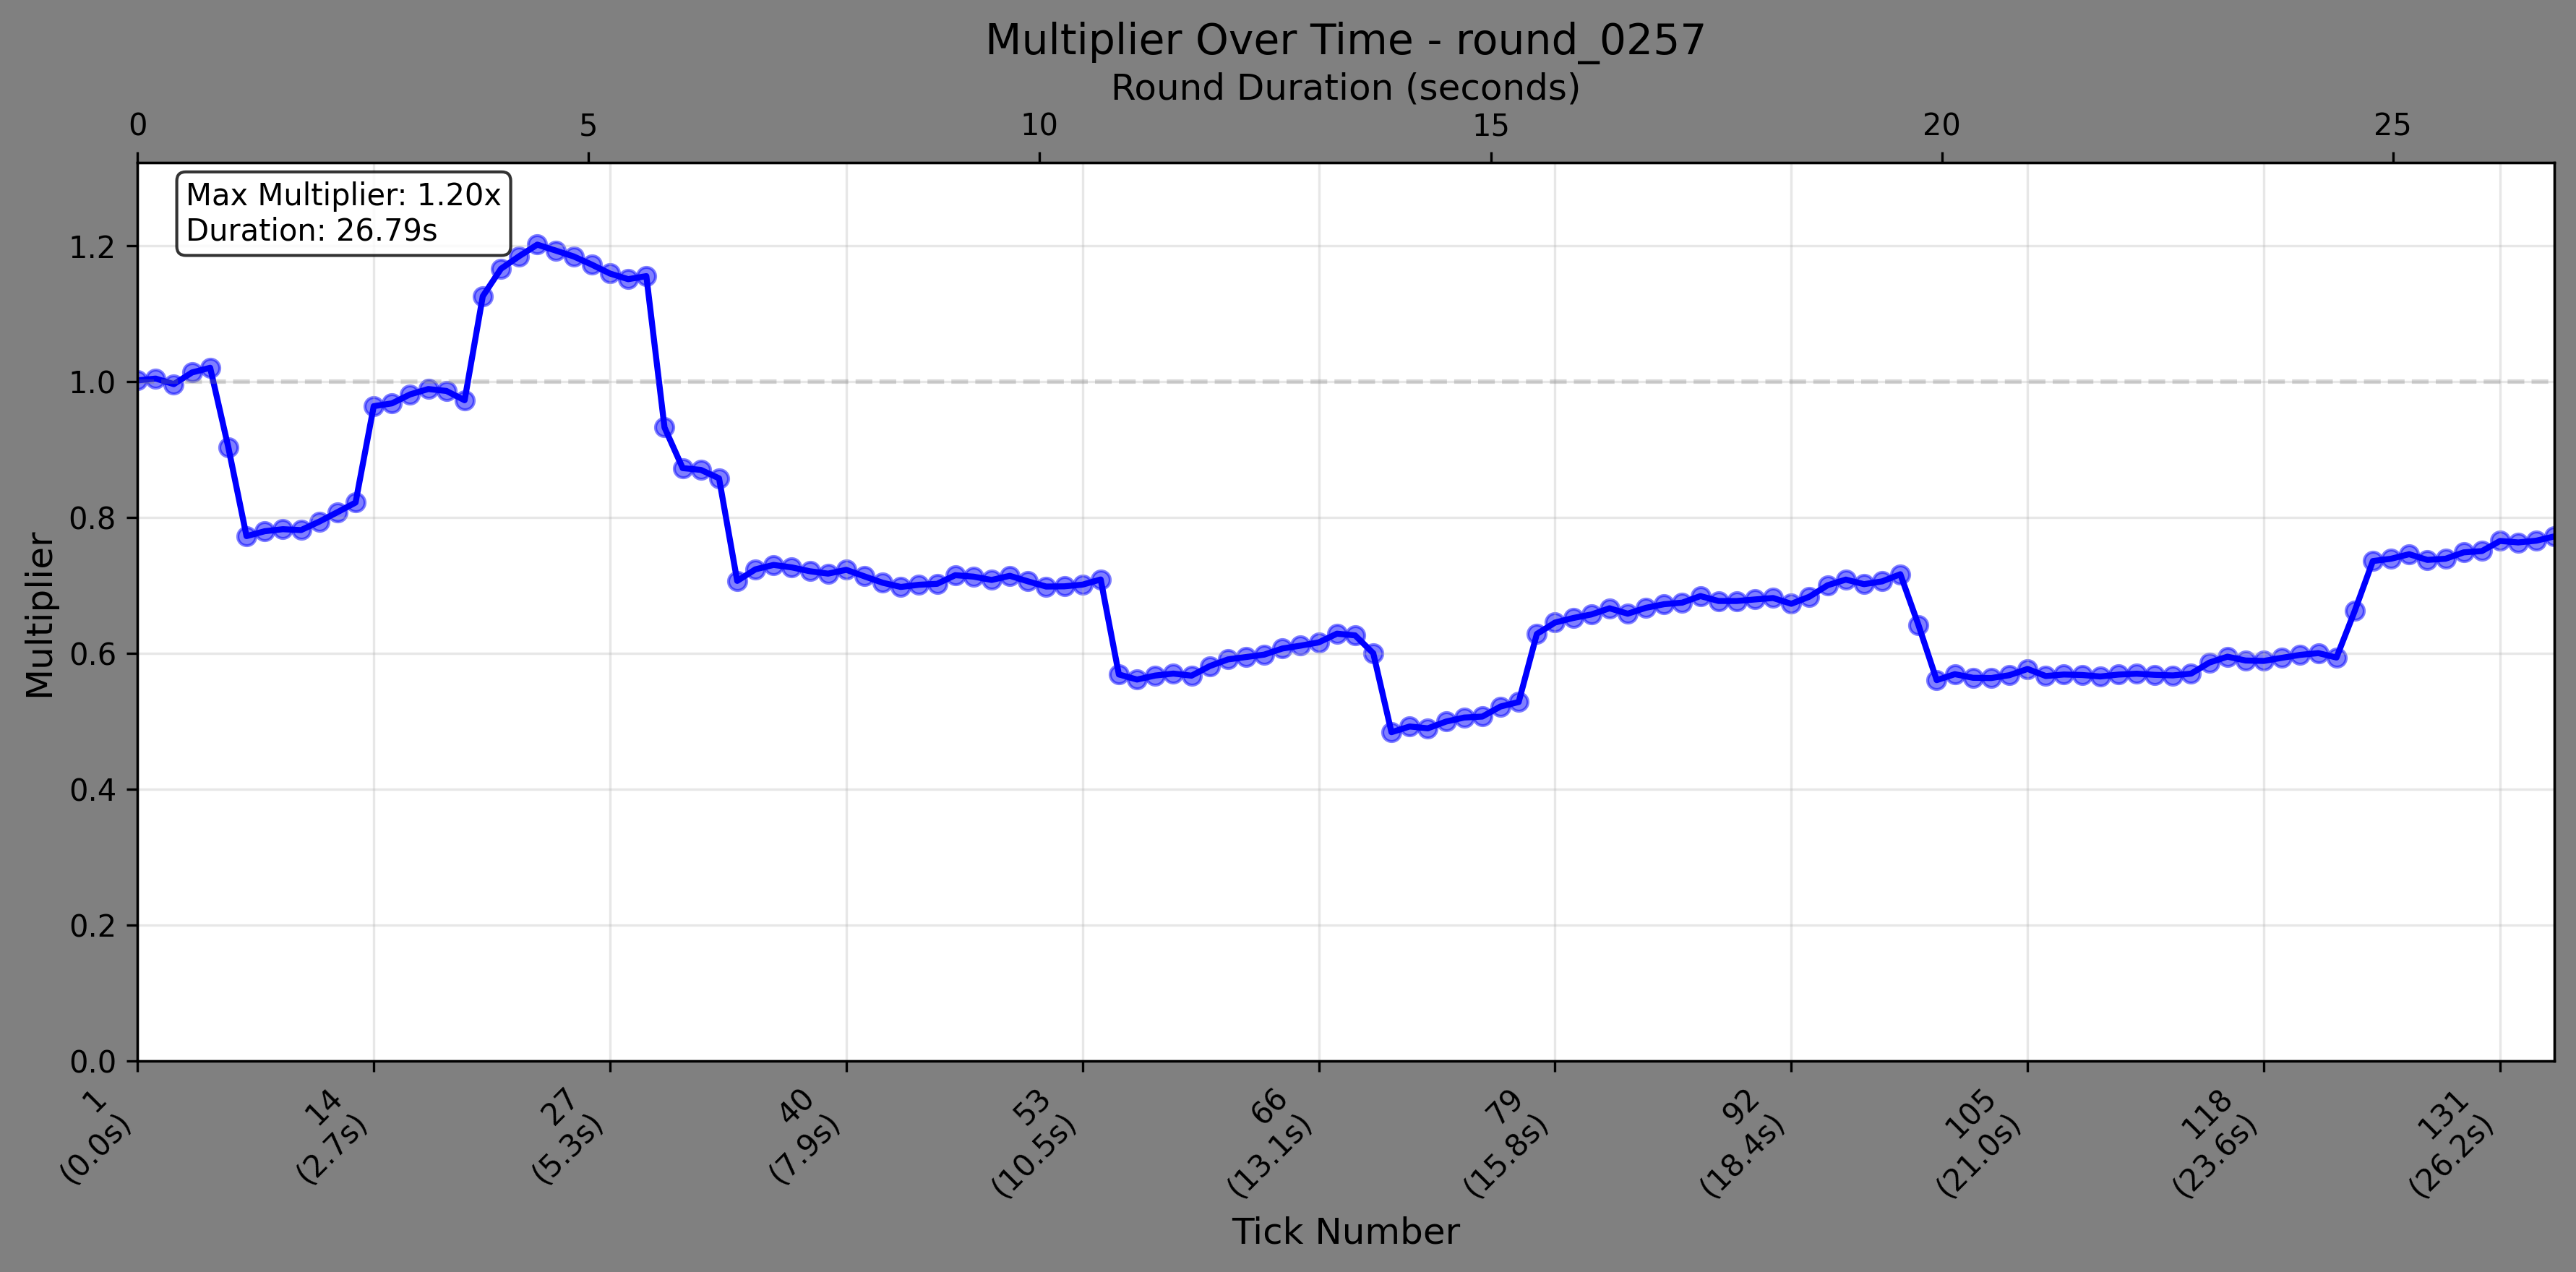 Multiplier Over Time - round_0257
Round Duration (seconds)
0 5 10 15 20 25
Max Multiplier: 1.20x
Duration: 26.79s
Multiplier
1.2
1.0
0.8
0.6
0.4
0.2
0.0
1
(0.0s)
14
(2.7s)
27
(5.3s)
40
(7.9s)
53
(10.5s)
66
(13.1s)
79
(15.8s)
92
(18.4s)
105
(21.0s)
118
(23.6s)
131
(26.2s)
Tick Number